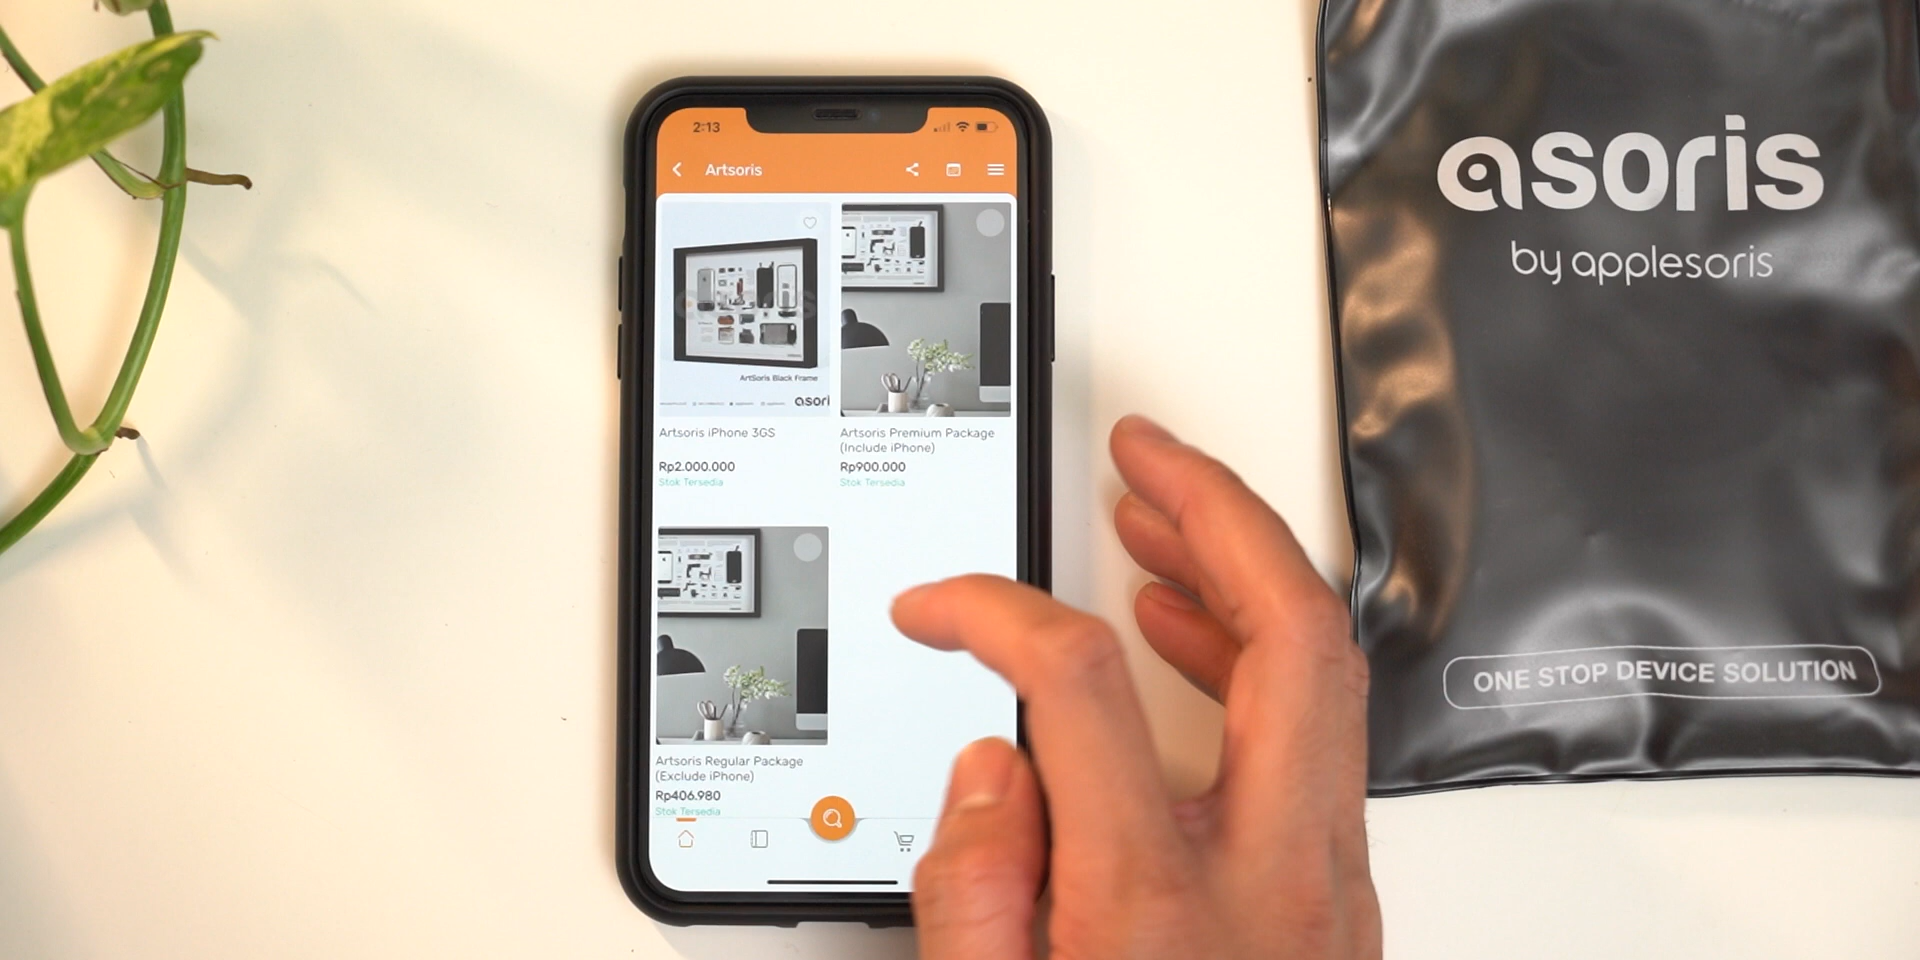 2:13
Artsoris
ArtSoris Black Frame
asori
Artsoris iPhone 3GS
Rp2.000.000
Stok Tersedia
Artsoris Premium Package
(Include iPhone)
Rp900.000
Stok Tersedia
Artsoris Regular Package
(Exclude iPhone)
Rp406.980
Stok Tersedia
asoris
by applesoris
ONE STOP DEVICE SOLUTION